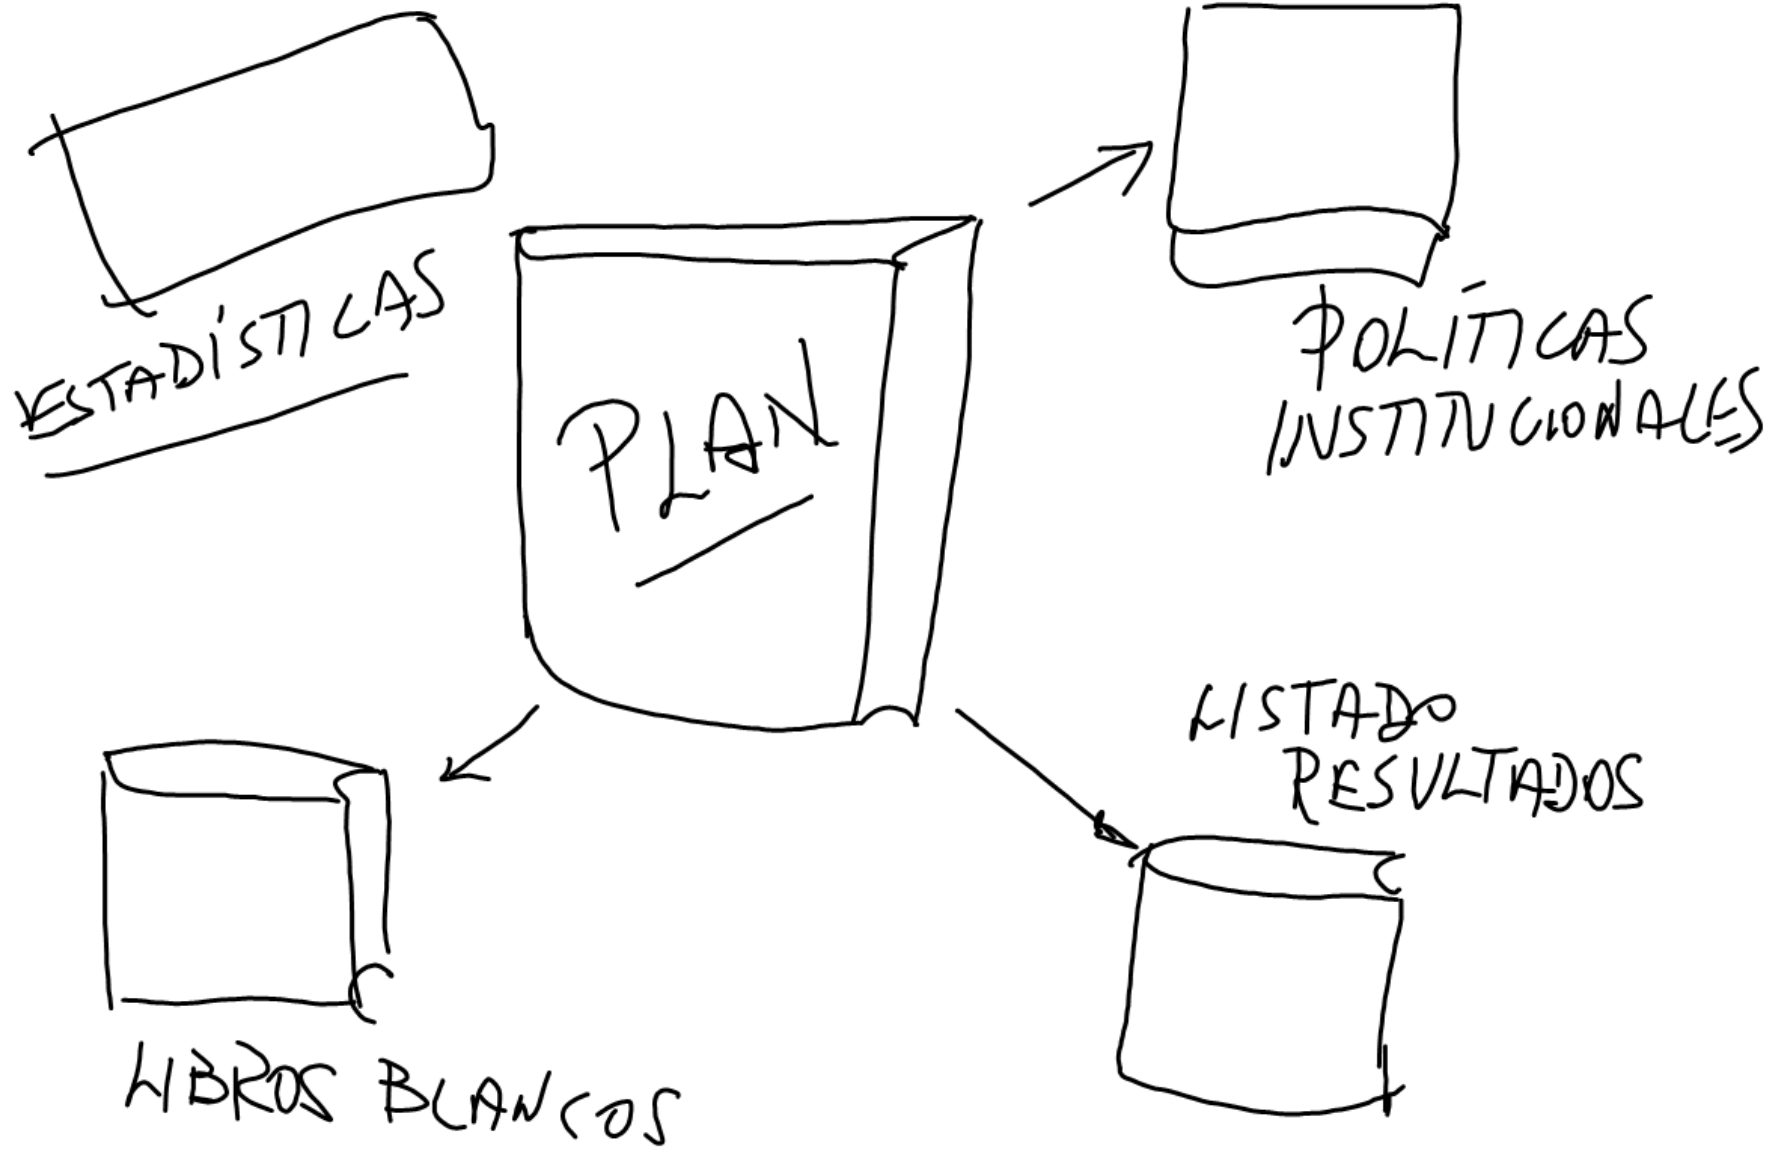 ESTADÍSTICAS
PLAN
POLÍTICAS
INSTITUCIONALES
LISTADO
RESULTADOS
LIBROS BLANCOS